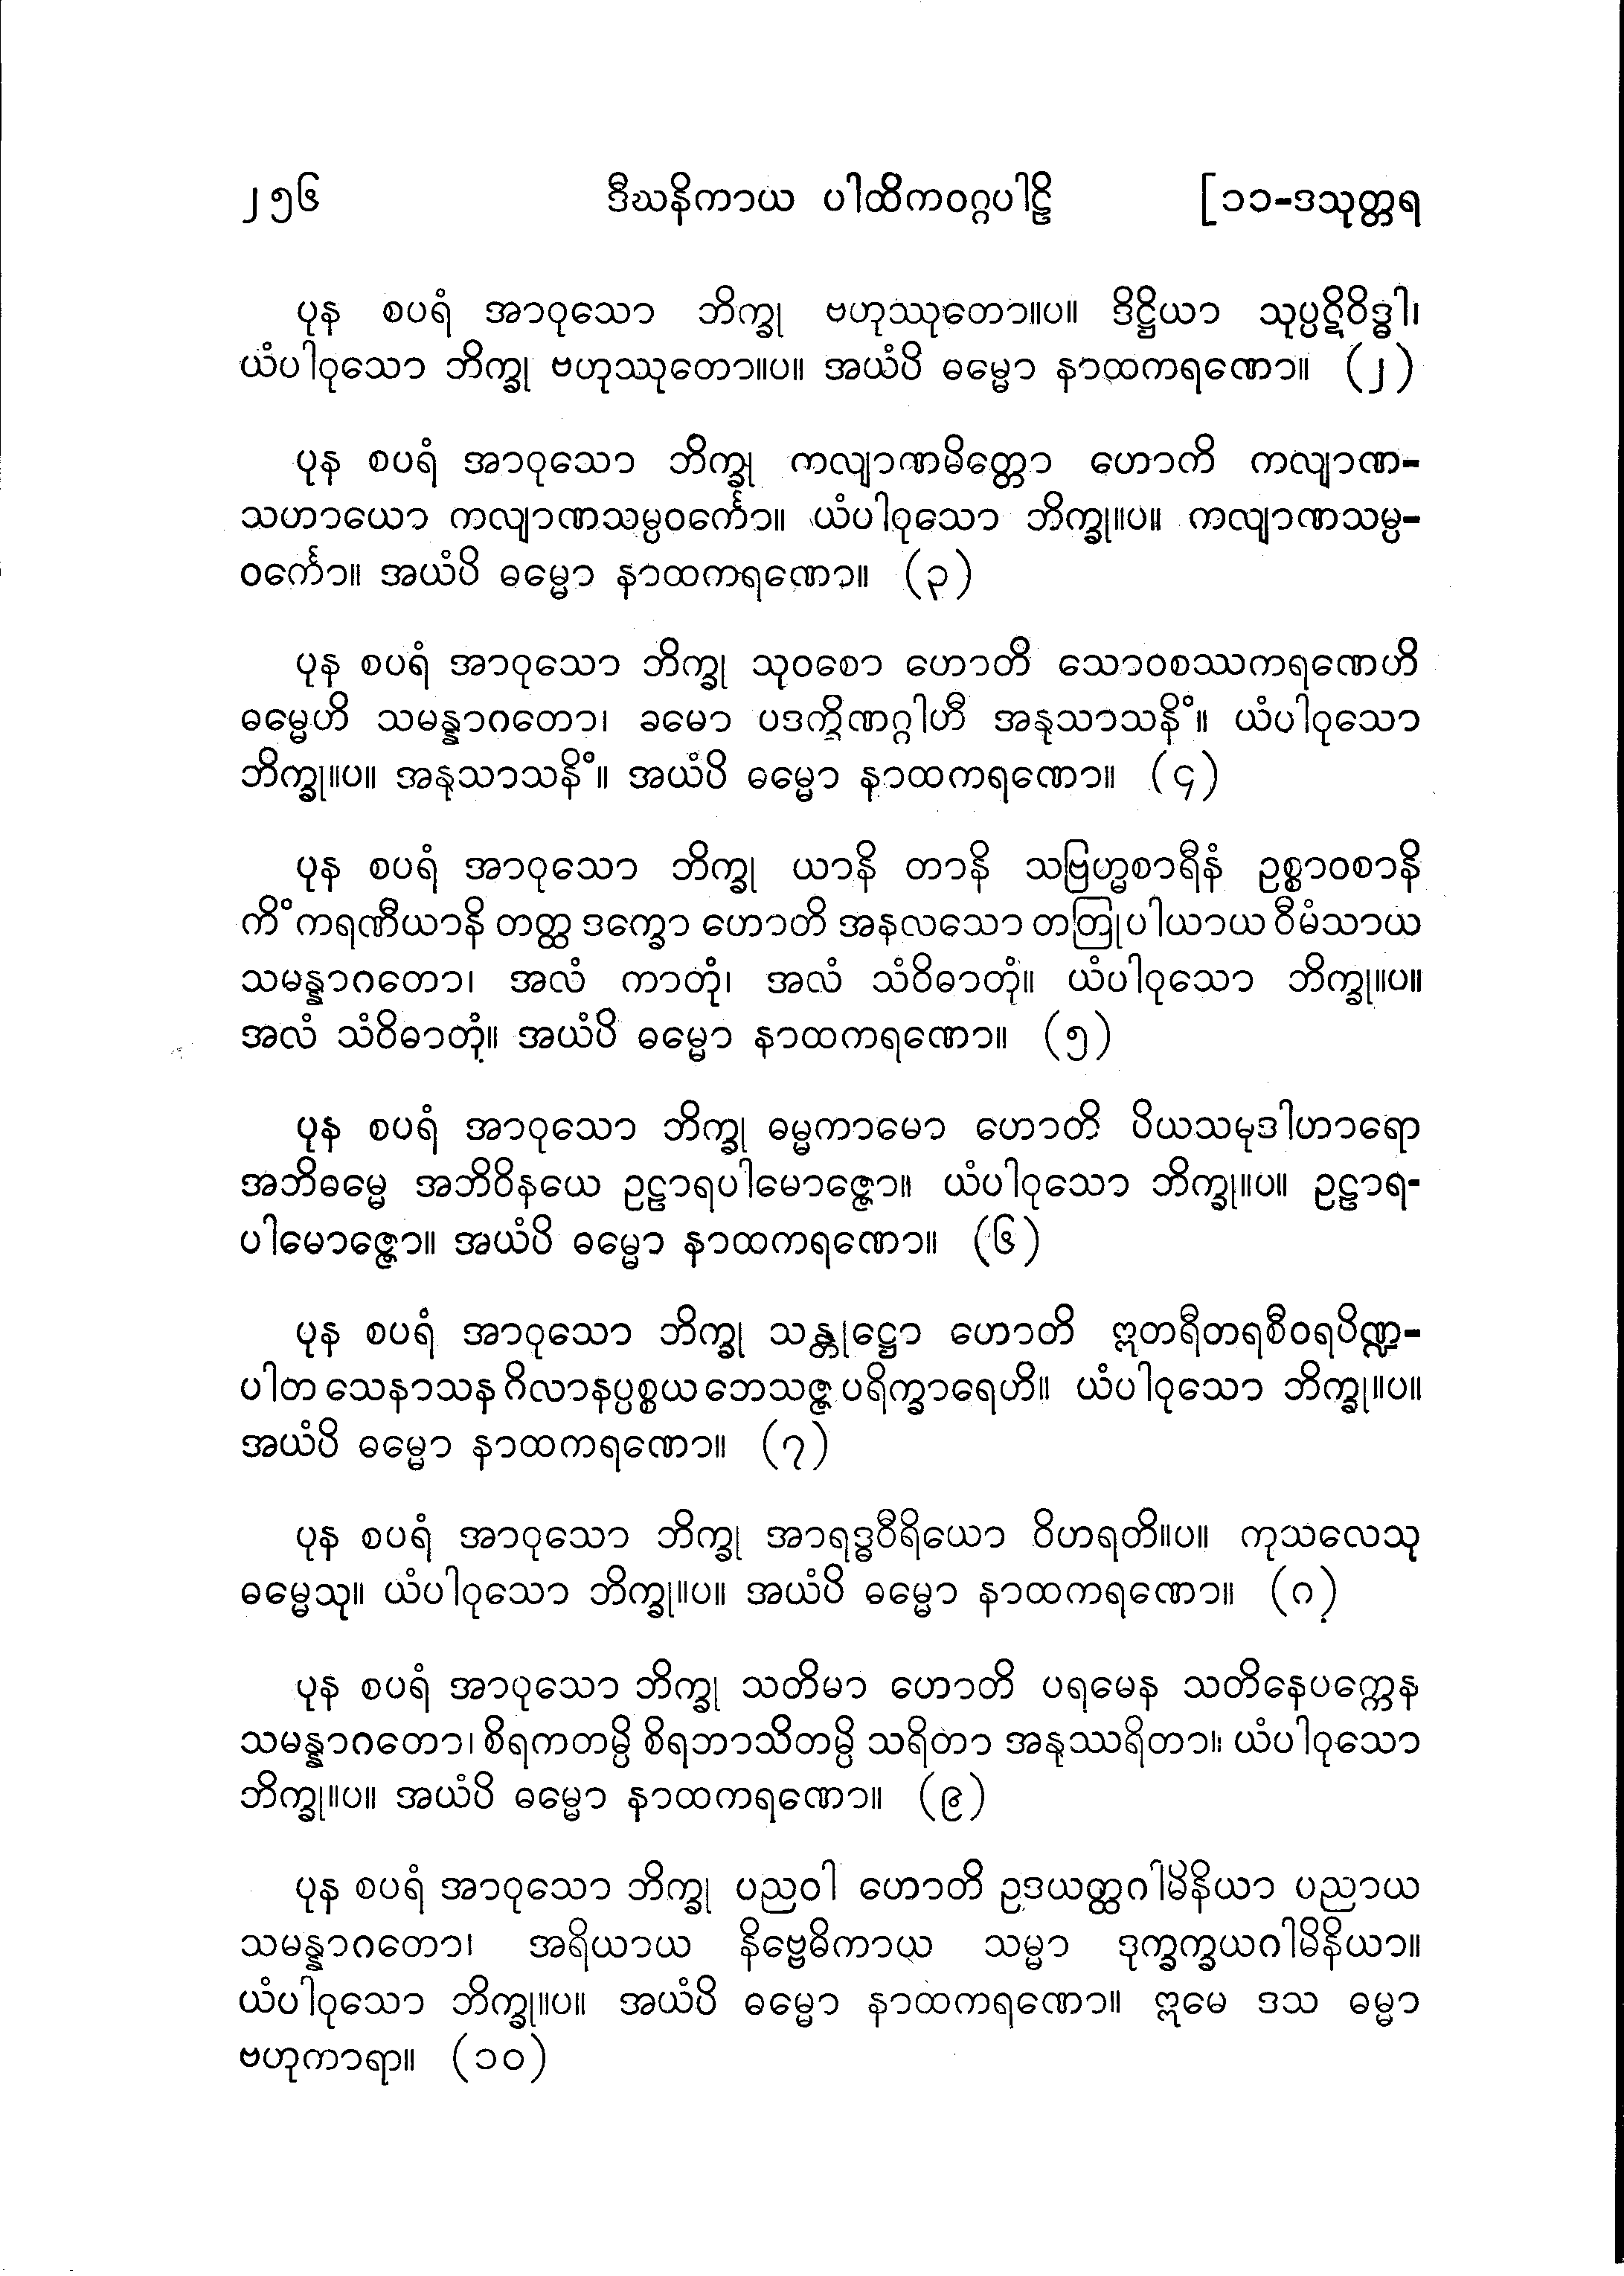 ၂၅၆ ဒီဃနိကာယ ပါထိကဝဂ္ဂပါဠိ [၁၁-ဒသုတ္တရ
ပုန စပရံ အာဝုသော ဘိက္ခု ဗဟုဿုတော။ပ။ ဒိဋ္ဌိယာ သုပ္ပဋိဝိဒ္ဓါ၊
ယံပါဝုသော ဘိက္ခု ဗဟုဿုတော။ပ။ အယံပိ ဓမ္မော နာထကရဏော။ (၂)
ပုန စပရံ အာဝုသော ဘိက္ခု ကလျာဏမိတ္တော ဟောကိ ကလျာဏ-
သဟာယော ကလျာဏသမ္ပဝင်္ကော။ ယံပါဝုသော ဘိက္ခု။ပ။ ကလျာဏသမ္ပ-
ဝင်္ကော။ အယံပိ ဓမ္မော နာထကရဏော။ (၃)
ပုန စပရံ အာဝုသော ဘိက္ခု သုဝစော ဟောတိ သောဝစဿကရဏေဟိ
ဓမ္မေဟိ သမန္နာဂတော၊ ခမော ပဒက္ခိဏဂ္ဂါဟီ အနုသာသနိံ။ ယံပါဝုသော
ဘိက္ခု။ပ။ အနုသာသနိံ။ အယံပိ ဓမ္မော နာထကရဏော။ (၄)
ပုန စပရံ အာဝုသော ဘိက္ခု ယာနိ တာနိ သဗြဟ္မစာရီနံ ဥစ္စာဝစာနိ
ကိံ ကရဏီယာနိ တတ္ထ ဒက္ခော ဟောတိ အနလသော တတြုပါယာယ ဝီမံသာယ
သမန္နာဂတော၊ အလံ ကာတုံ၊ အလံ သံဝိဓာတုံ။ ယံပါဝုသော ဘိက္ခု။ပ။
အလံ သံဝိဓာတုံ။ အယံပိ ဓမ္မော နာထကရဏော။ (၅)
ပုန စပရံ အာဝုသော ဘိက္ခု ဓမ္မကာမော ဟောတိ ပိယသမုဒါဟာရော
အဘိဓမ္မေ အဘိဝိနယေ ဥဠာရပါမောဇ္ဇော။ ယံပါဝုသော ဘိက္ခု။ပ။ ဥဠာရ-
ပါမောဇ္ဇော။ အယံပိ ဓမ္မော နာထကရဏော။ (၆)
ပုန စပရံ အာဝုသော ဘိက္ခု သန္တုဋ္ဌော ဟောတိ ဣတရီတရစီဝရပိဏ္ဍ-
ပါတ သေနာသန ဂိလာနပ္ပစ္စယ ဘေသဇ္ဇ ပရိက္ခာရေဟိ။ ယံပါဝုသော ဘိက္ခု။ပ။
အယံပိ ဓမ္မော နာထကရဏော။ (၇)
ပုန စပရံ အာဝုသော ဘိက္ခု အာရဒ္ဓဝီရိယော ဝိဟရတိ။ပ။ ကုသလေသု
ဓမ္မေသု။ ယံပါဝုသော ဘိက္ခု။ပ။ အယံပိ ဓမ္မော နာထကရဏော။ (၈)
ပုန စပရံ အာဝုသော ဘိက္ခု သတိမာ ဟောတိ ပရမေန သတိနေပက္ကေန
သမန္နာဂတော၊ စိရကတမ္ပိ စိရဘာသိတမ္ပိ သရိတာ အနုဿရိတာ။ ယံပါဝုသော
ဘိက္ခု။ပ။ အယံပိ ဓမ္မော နာထကရဏော။ (၉)
ပုန စပရံ အာဝုသော ဘိက္ခု ပညဝါ ဟောတိ ဥဒယတ္ထဂါမိနိယာ ပညာယ
သမန္နာဂတော၊ အရိယာယ နိဗ္ဗေဓိကာယ သမ္မာ ဒုက္ခက္ခယဂါမိနိယာ။
ယံပါဝုသော ဘိက္ခု။ပ။ အယံပိ ဓမ္မော နာထကရဏော။ ဣမေ ဒသ ဓမ္မာ
ဗဟုကာရာ။ (၁၀)